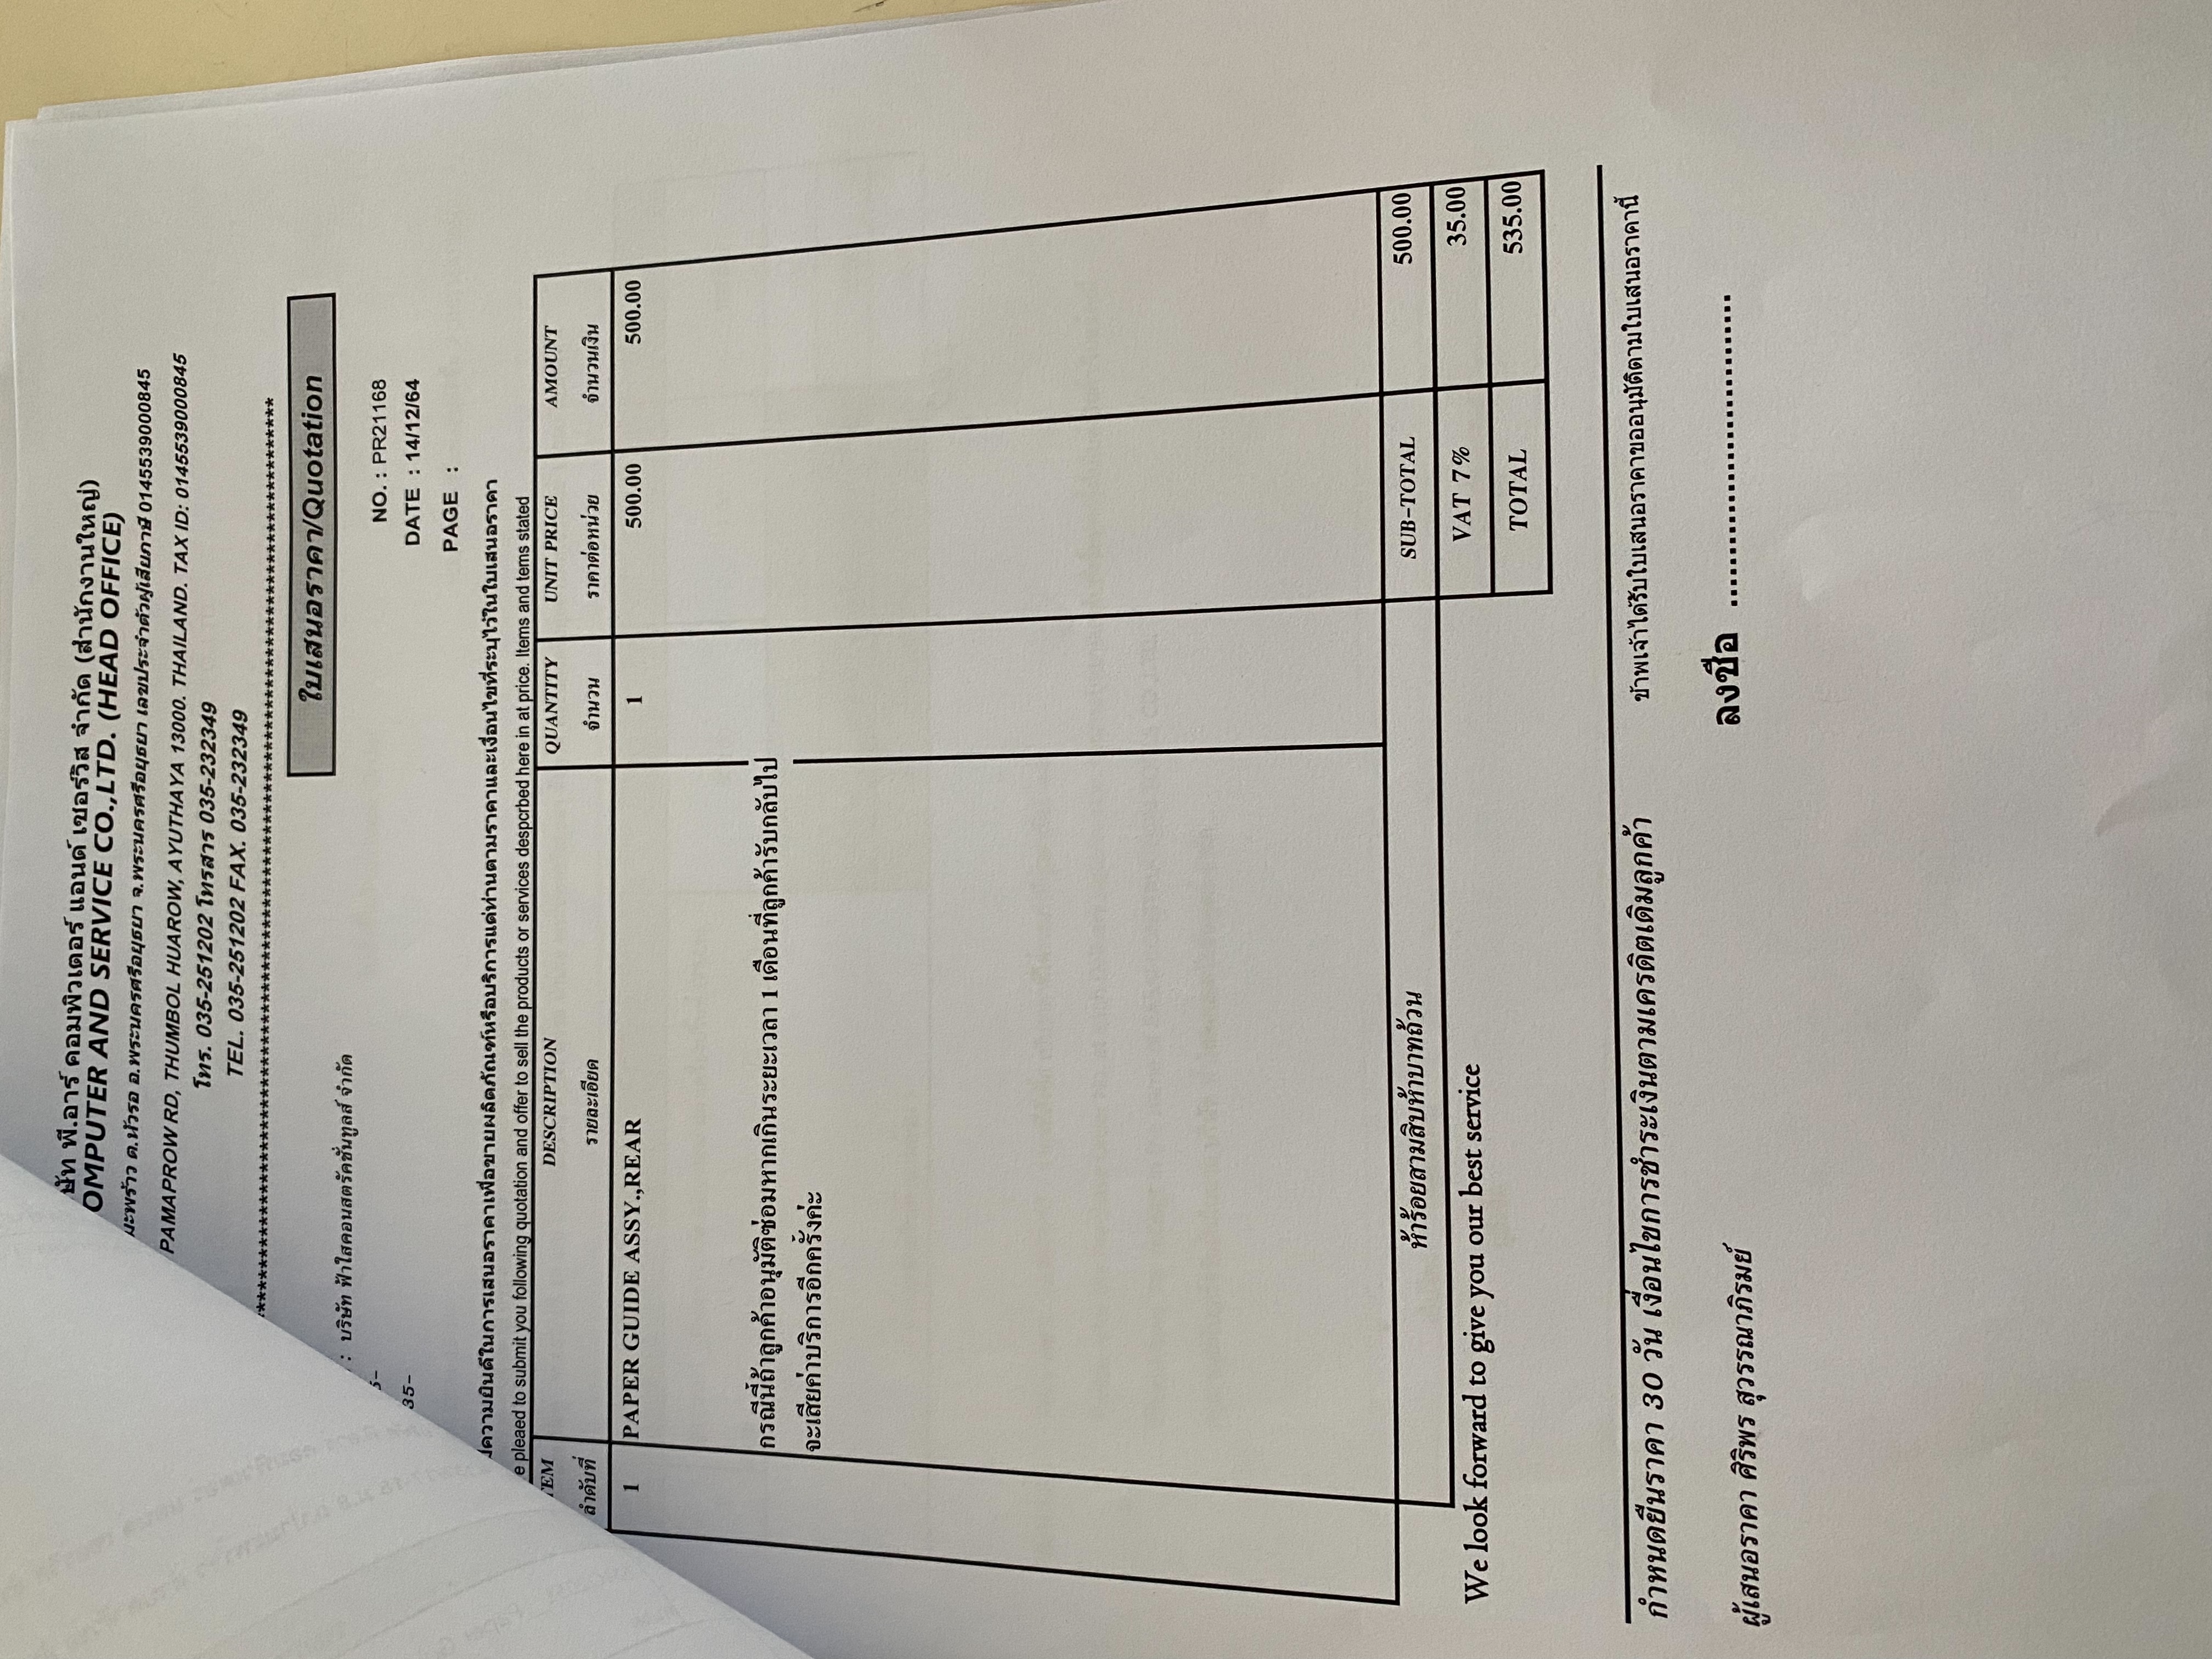 ษัท พี.อาร์ คอมพิวเตอร์ แอนด์ เซอร์วิส จำกัด (สำนักงานใหญ่)
OMPUTER AND SERVICE CO.,LTD. (HEAD OFFICE)
มะพร้าว ต.หัวรอ อ.พระนครศรีอยุธยา จ.พระนครศรีอยุธยา เลขประจำตัวผู้เสียภาษี 0145539000845
PAMAPROW RD, THUMBOL HUAROW, AYUTHAYA 13000. THAILAND. TAX ID: 0145539000845
โทร. 035-251202 โทรสาร 035-232349
TEL. 035-251202 FAX. 035-232349
ใบเสนอราคา/Quotation
: บริษัท ฟ้าใสคอนสตรัคชั่นทูลส์ จำกัด
5-
35-
NO. : PR21168
DATE : 14/12/64
PAGE :
มีความยินดีในการเสนอราคาเพื่อขายผลิตภัณฑ์หรือบริการแด่ท่านตามราคาและเงื่อนไขที่ระบุไว้ในใบเสนอราคา
e pleaed to submit you following quotation and offer to sell the products or services despcrbed here in at price. Items and tems stated
TEM DESCRIPTION QUANTITY UNIT PRICE AMOUNT
ลำดับที่ รายละเอียด จำนวน ราคาต่อหน่วย จำนวนเงิน
1 PAPER GUIDE ASSY.,REAR 1 500.00 500.00
กรณีนี้ถ้าลูกค้าอนุมัติซ่อมหากเกินระยะเวลา 1 เดือนที่ลูกค้ารับกลับไป
จะเสียค่าบริการอีกครั้งค่ะ
ห้าร้อยสามสิบห้าบาทถ้วน SUB-TOTAL 500.00
We look forward to give you our best service VAT 7% 35.00
TOTAL 535.00
กำหนดยืนราคา 30 วัน เงื่อนไขการชำระเงินตามเครดิตเดิมลูกค้า
ข้าพเจ้าได้รับใบเสนอราคาขออนุมัติตามใบเสนอราคานี้
ลงชื่อ ..............................
ผู้เสนอราคา ศิริพร สุวรรณาภิรมย์